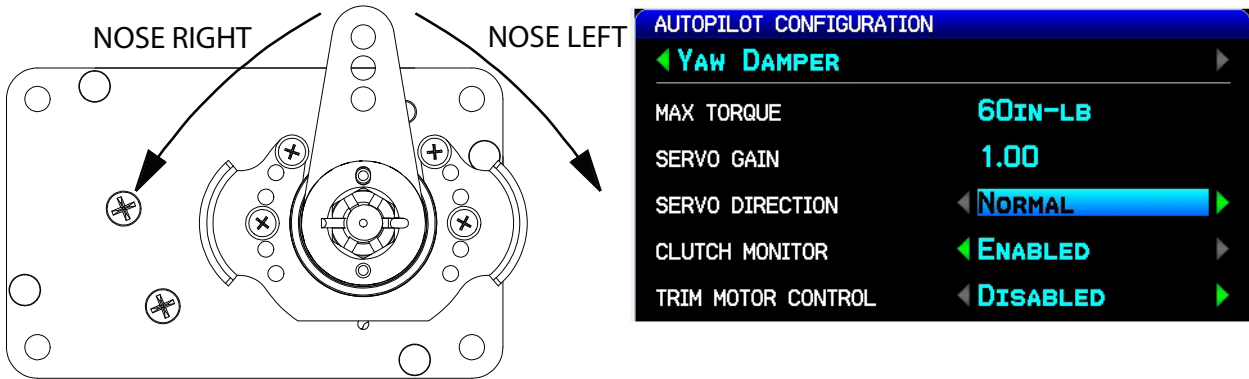 NOSE RIGHT
NOSE LEFT
AUTOPILOT CONFIGURATION
YAW DAMPER
MAX TORQUE 60IN-LB
SERVO GAIN 1.00
SERVO DIRECTION NORMAL
CLUTCH MONITOR ENABLED
TRIM MOTOR CONTROL DISABLED